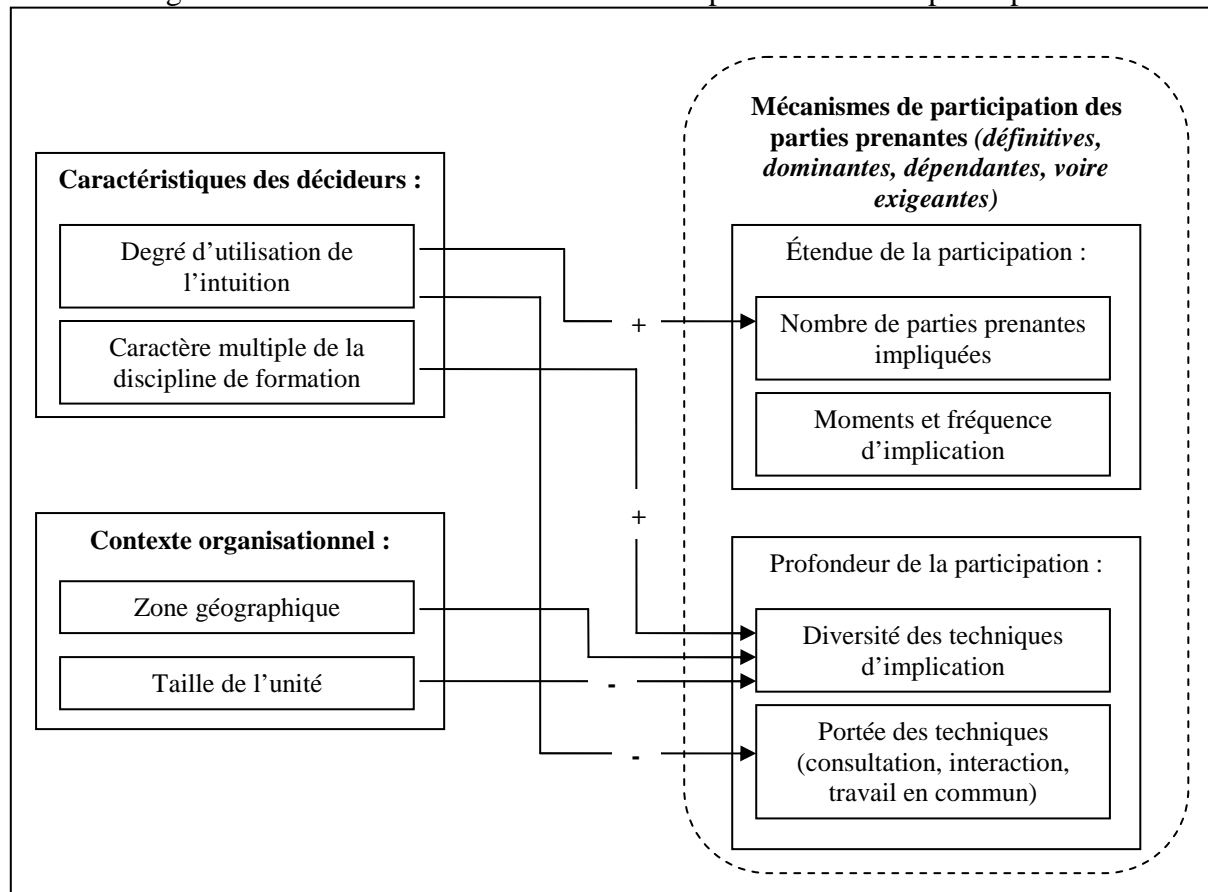 Caractéristiques des décideurs :
Degré d’utilisation de
l’intuition
Caractère multiple de la
discipline de formation
Contexte organisationnel :
Zone géographique
Taille de l’unité
+
+
-
-
Mécanismes de participation des
parties prenantes (définitives,
dominantes, dépendantes, voire
exigeantes)
Étendue de la participation :
Nombre de parties prenantes
impliquées
Moments et fréquence
d’implication
Profondeur de la participation :
Diversité des techniques
d’implication
Portée des techniques
(consultation, interaction,
travail en commun)